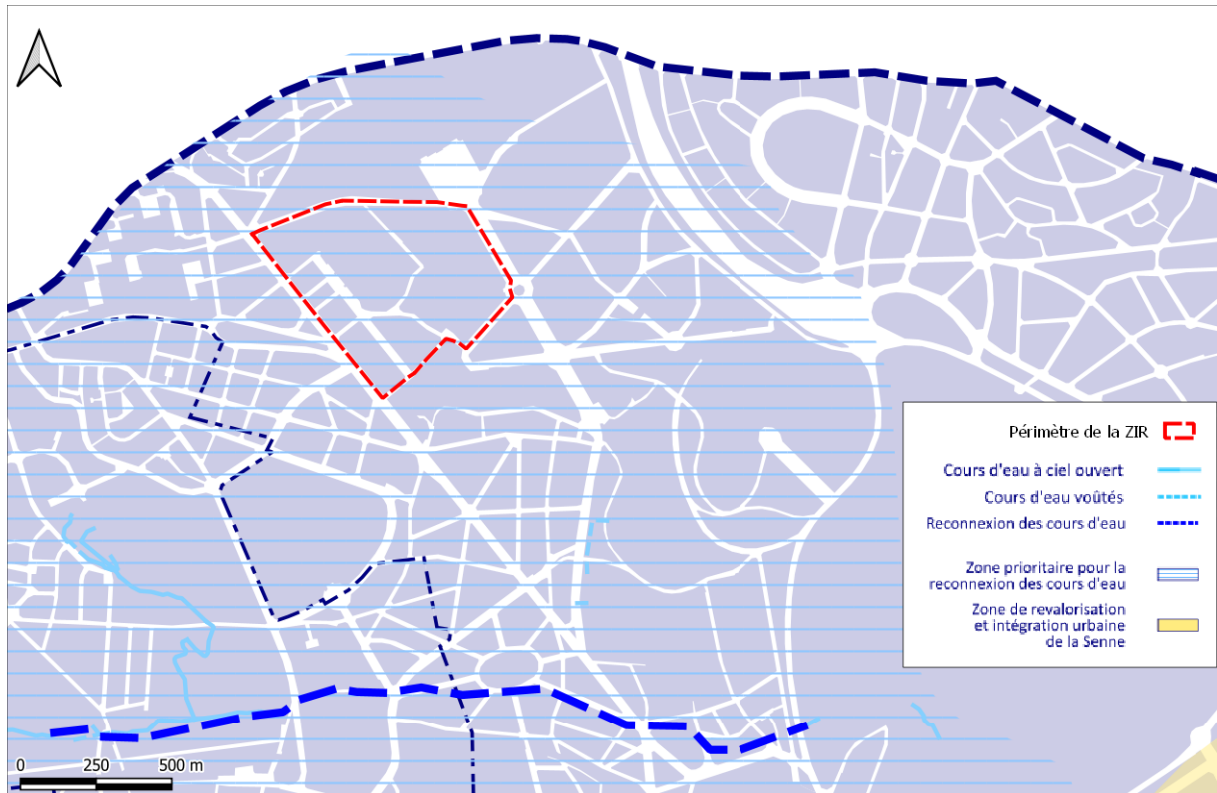 Périmètre de la ZIR
Cours d'eau à ciel ouvert
Cours d'eau voûtés
Reconnexion des cours d'eau
Zone prioritaire pour la
reconnexion des cours d'eau
Zone de revalorisation
et intégration urbaine
de la Senne
0 250 500 m